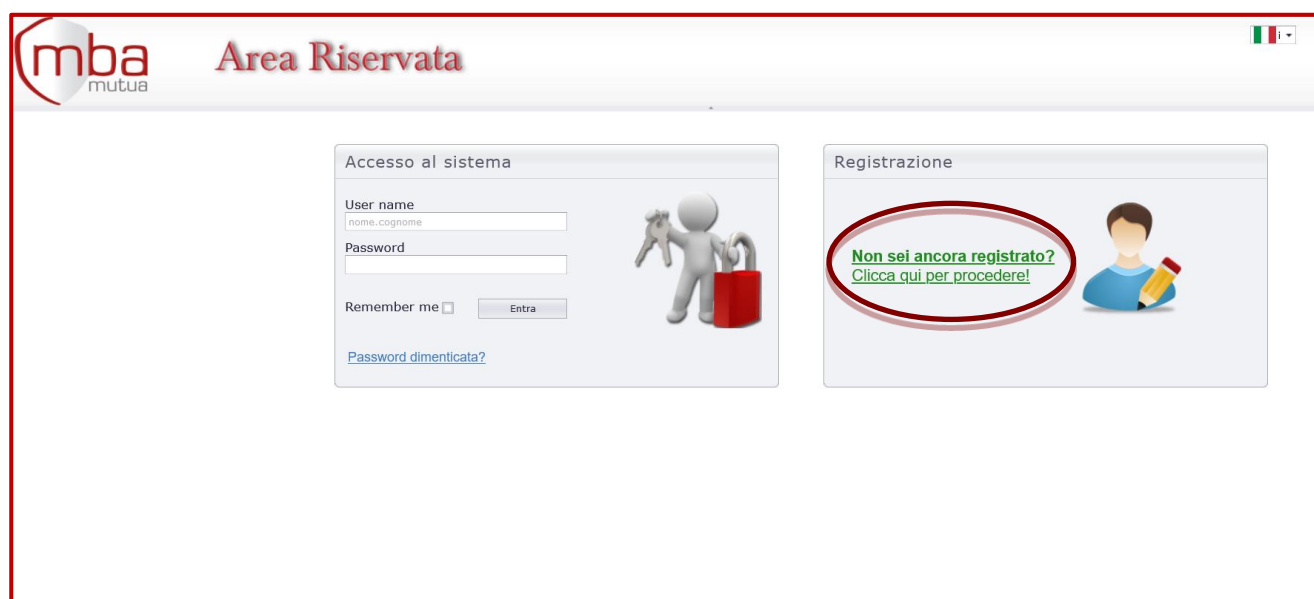 mba
mutua
Area Riservata
i
Accesso al sistema
User name
nome.cognome
Password
Remember me
Entra
Password dimenticata?
Registrazione
Non sei ancora registrato?
Clicca qui per procedere!